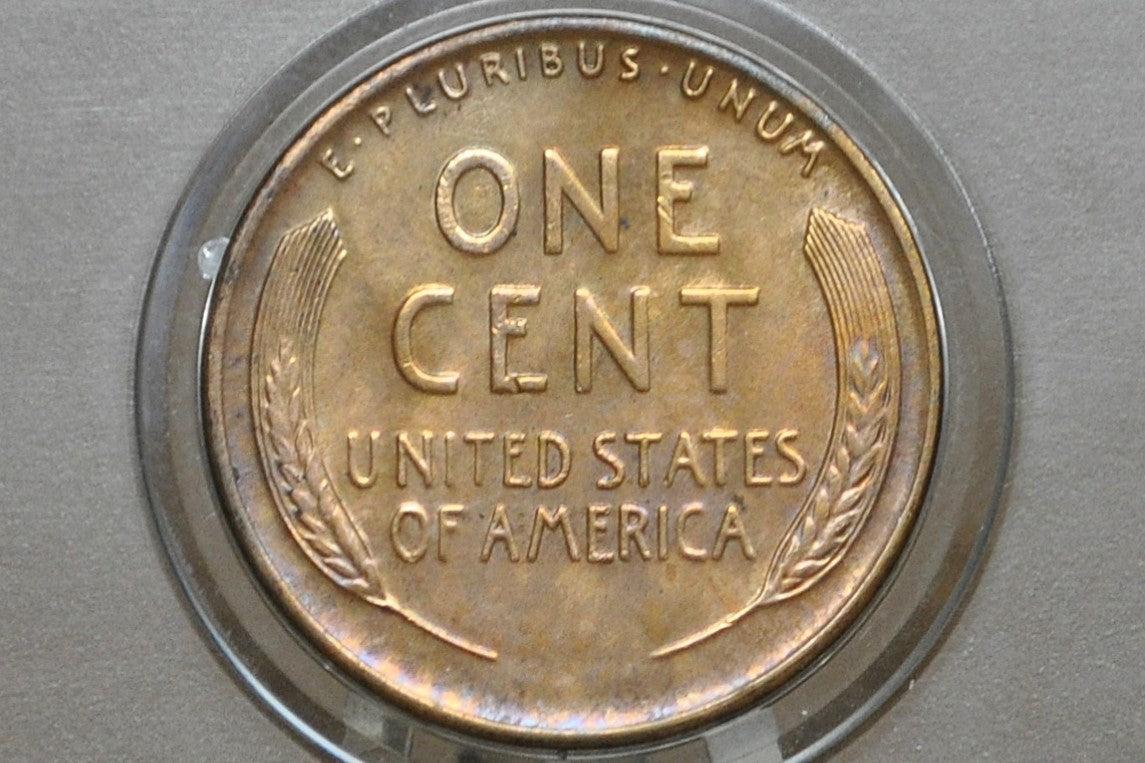 E · PLURIBUS · UNUM
ONE
CENT
UNITED STATES
OF AMERICA